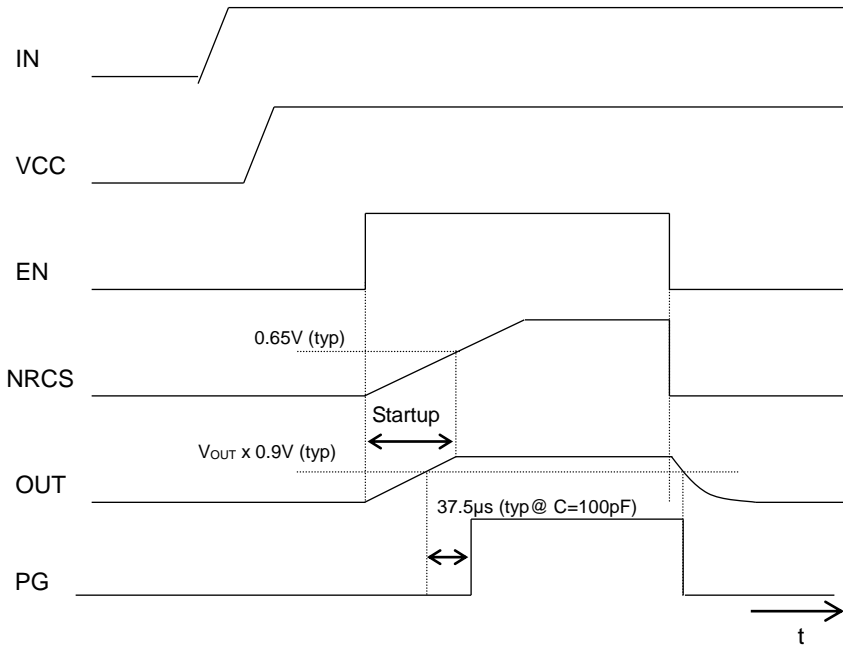 IN
VCC
EN
0.65V (typ)
NRCS
Startup
VOUT x 0.9V (typ)
OUT
37.5µs (typ@ C=100pF)
PG
t